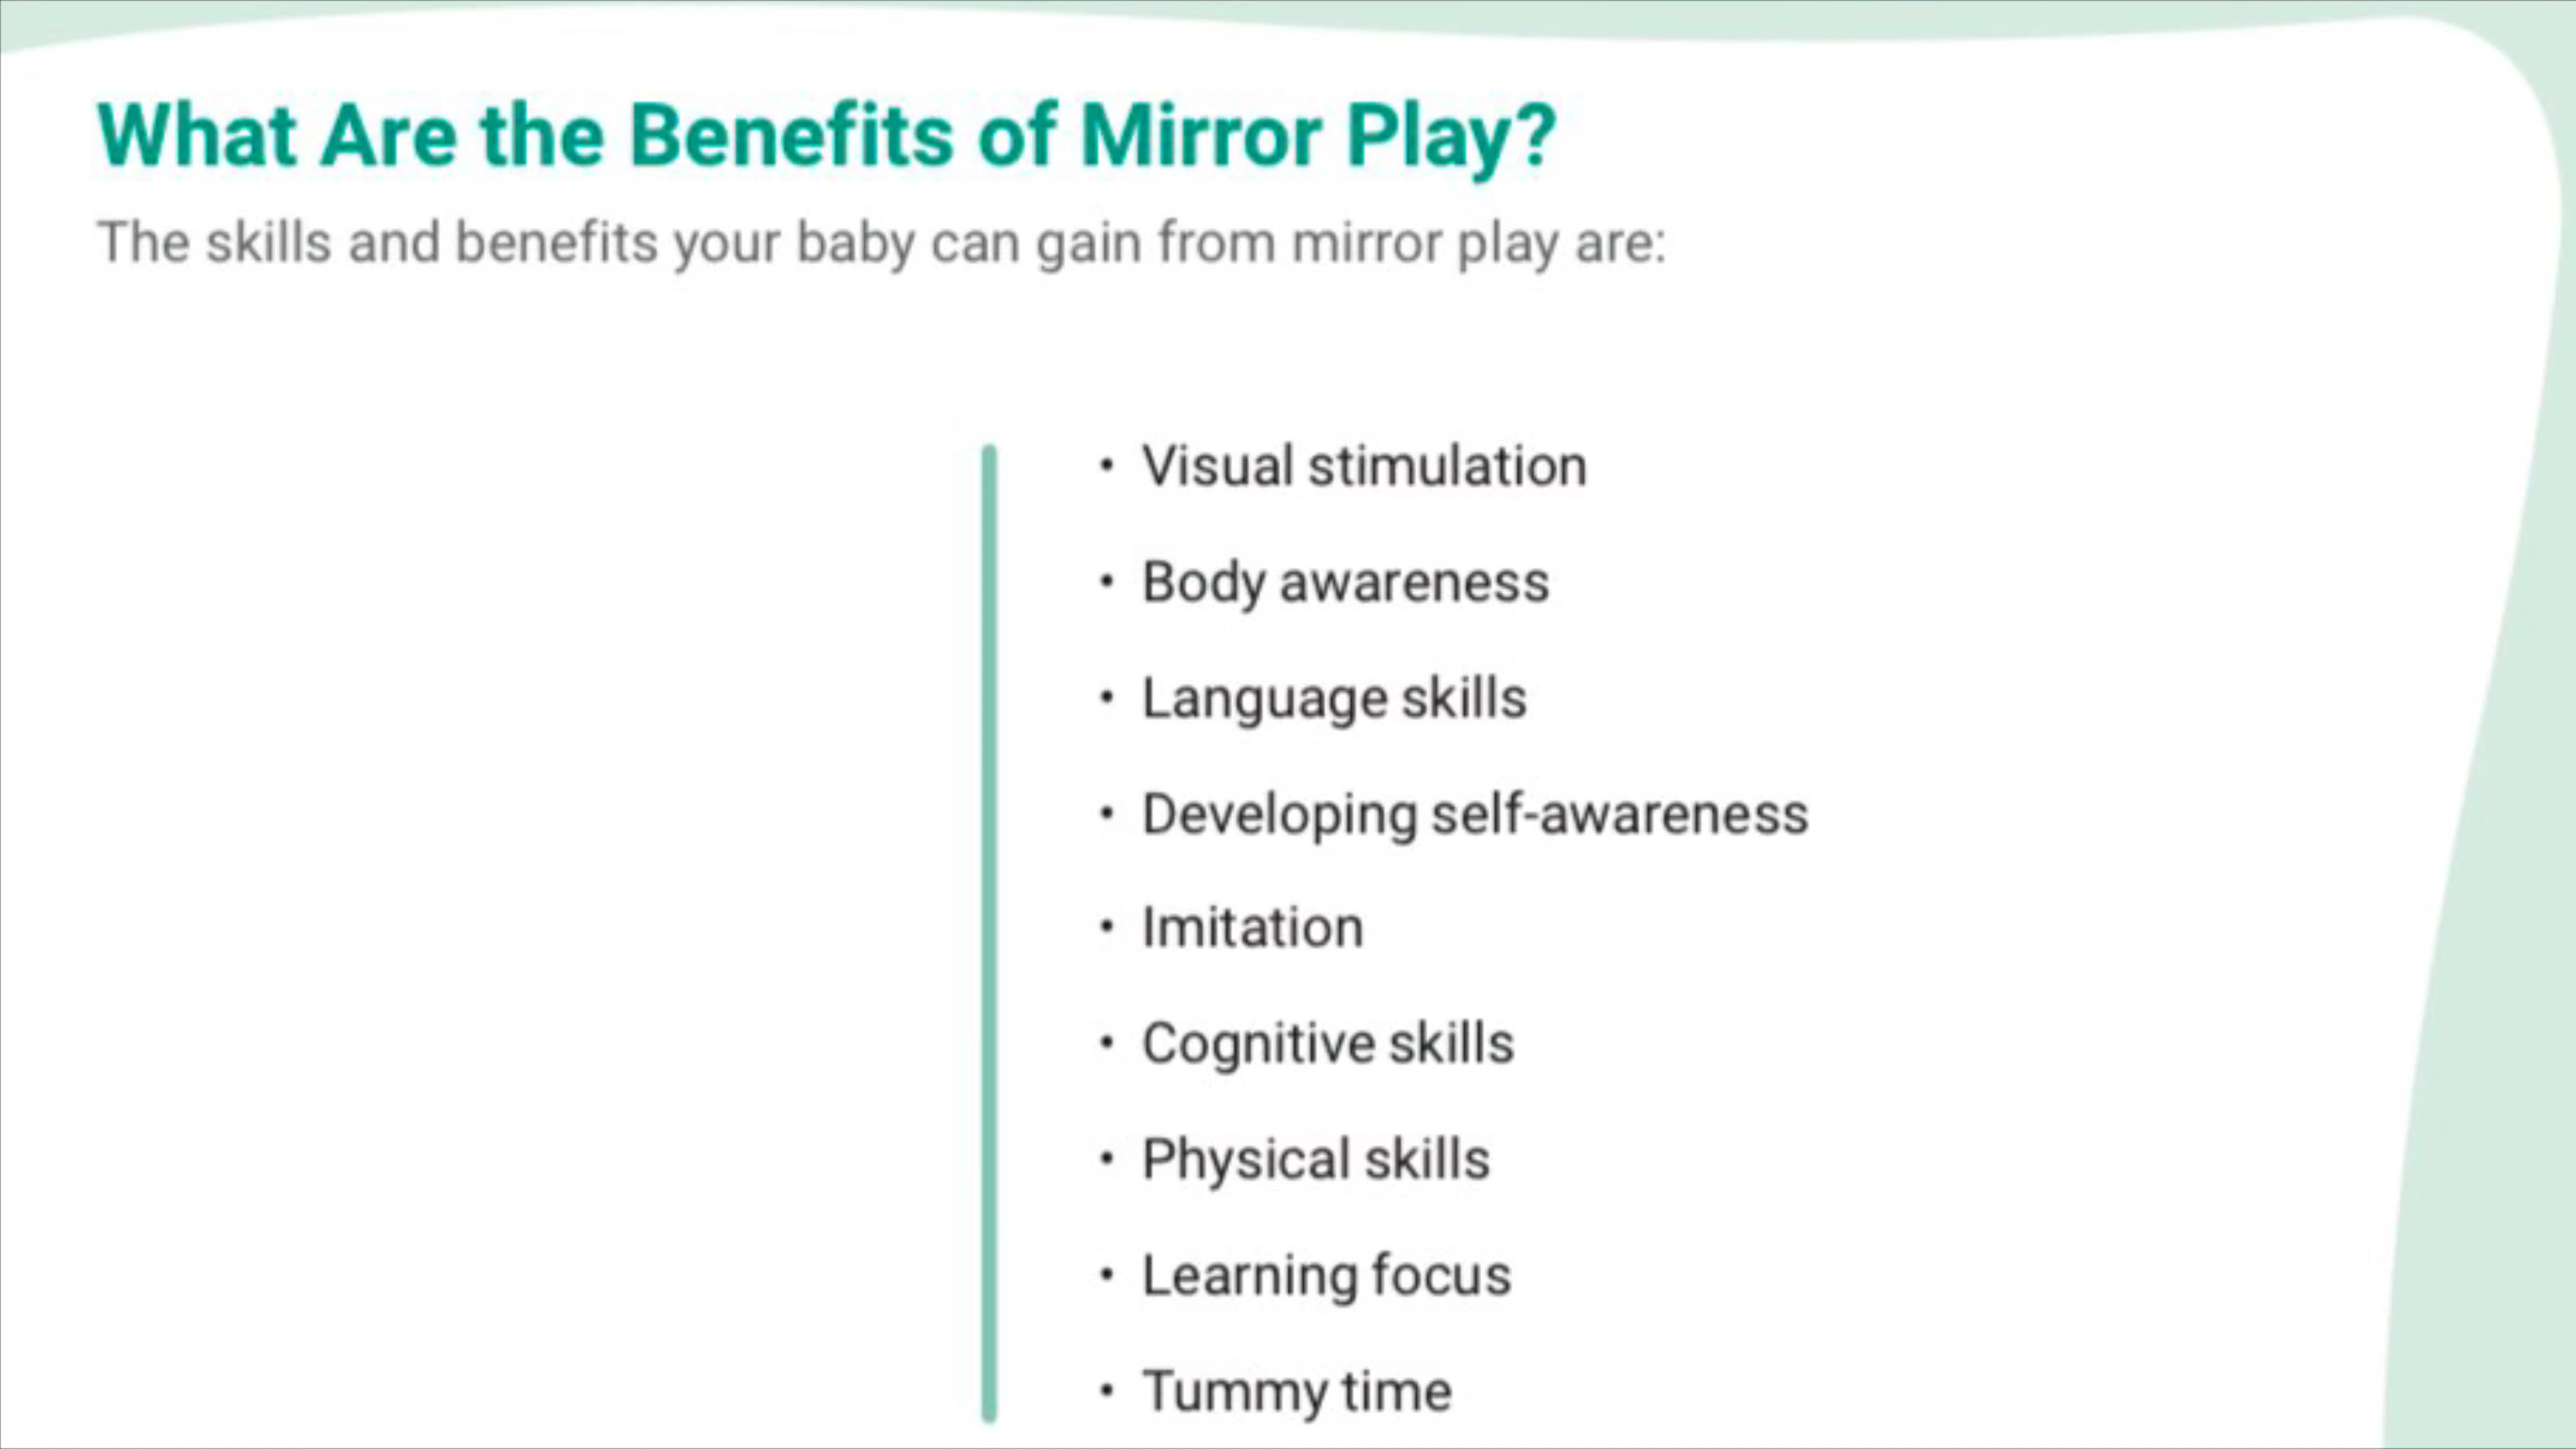 What Are the Benefits of Mirror Play?
The skills and benefits your baby can gain from mirror play are:
• Visual stimulation
• Body awareness
• Language skills
• Developing self-awareness
• Imitation
• Cognitive skills
• Physical skills
• Learning focus
• Tummy time